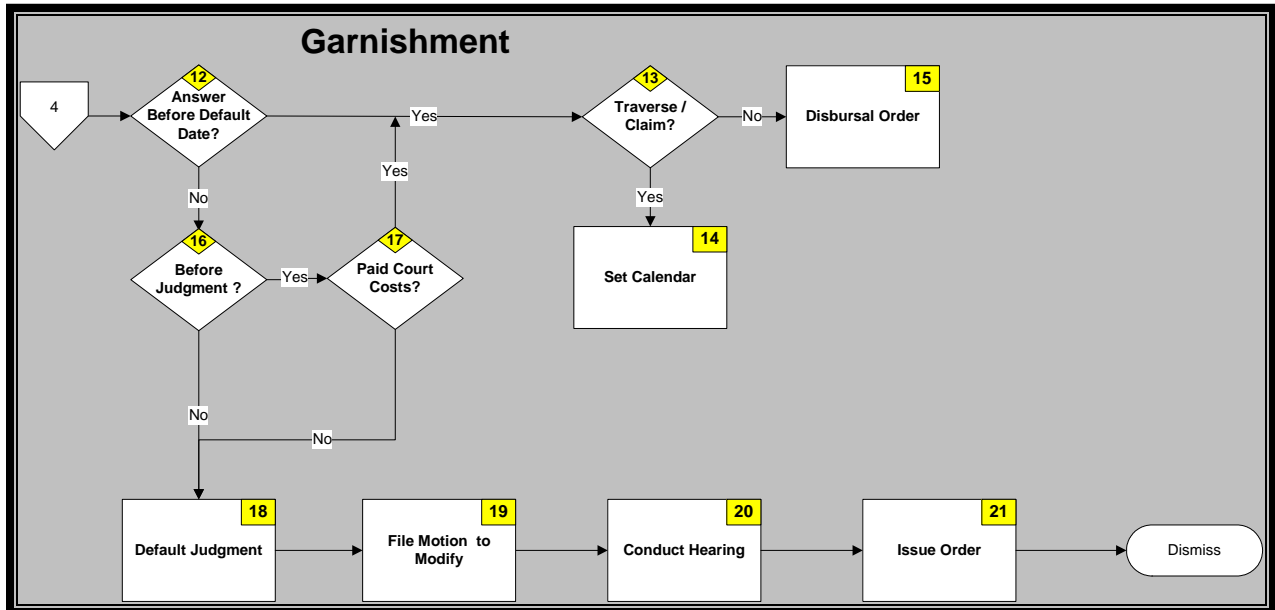 Garnishment
4
12
Answer
Before Default
Date?
Yes
13
Traverse /
Claim?
No
15
Disbursal Order
Yes
No
Yes
16
Before
Judgment ?
Yes
17
Paid Court
Costs?
14
Set Calendar
No
No
18
Default Judgment
19
File Motion to
Modify
20
Conduct Hearing
21
Issue Order
Dismiss